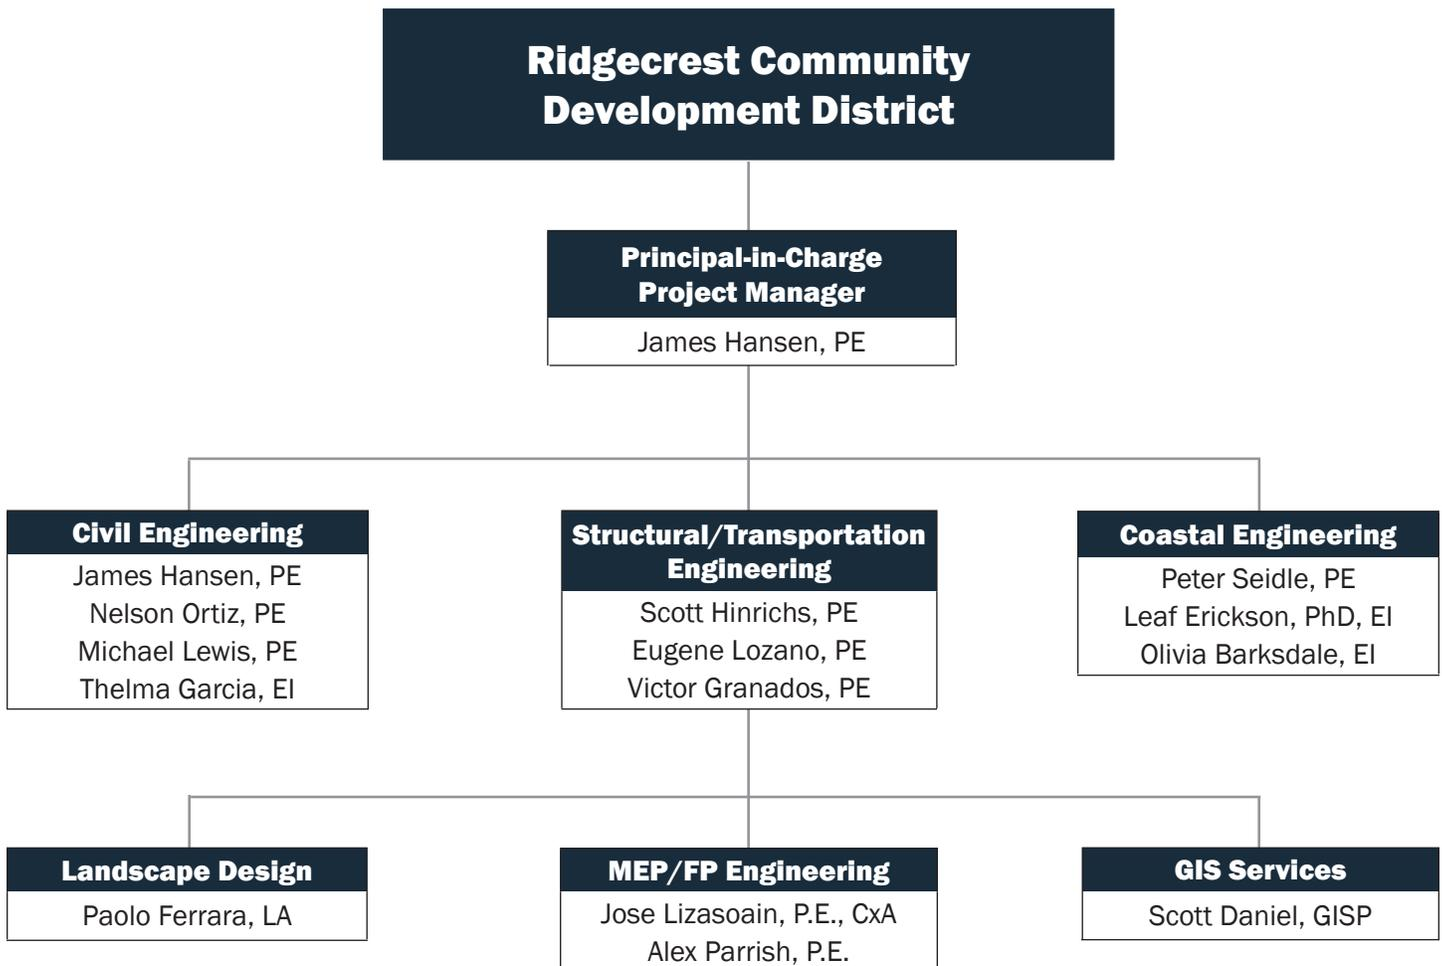 Ridgecrest Community
Development District
Principal-in-Charge
Project Manager
James Hansen, PE
Civil Engineering
James Hansen, PE
Nelson Ortiz, PE
Michael Lewis, PE
Thelma Garcia, EI
Structural/Transportation
Engineering
Scott Hinrichs, PE
Eugene Lozano, PE
Victor Granados, PE
Coastal Engineering
Peter Seidle, PE
Leaf Erickson, PhD, EI
Olivia Barksdale, EI
Landscape Design
Paolo Ferrara, LA
MEP/FP Engineering
Jose Lizasoain, P.E., CxA
Alex Parrish, P.E.
GIS Services
Scott Daniel, GISP